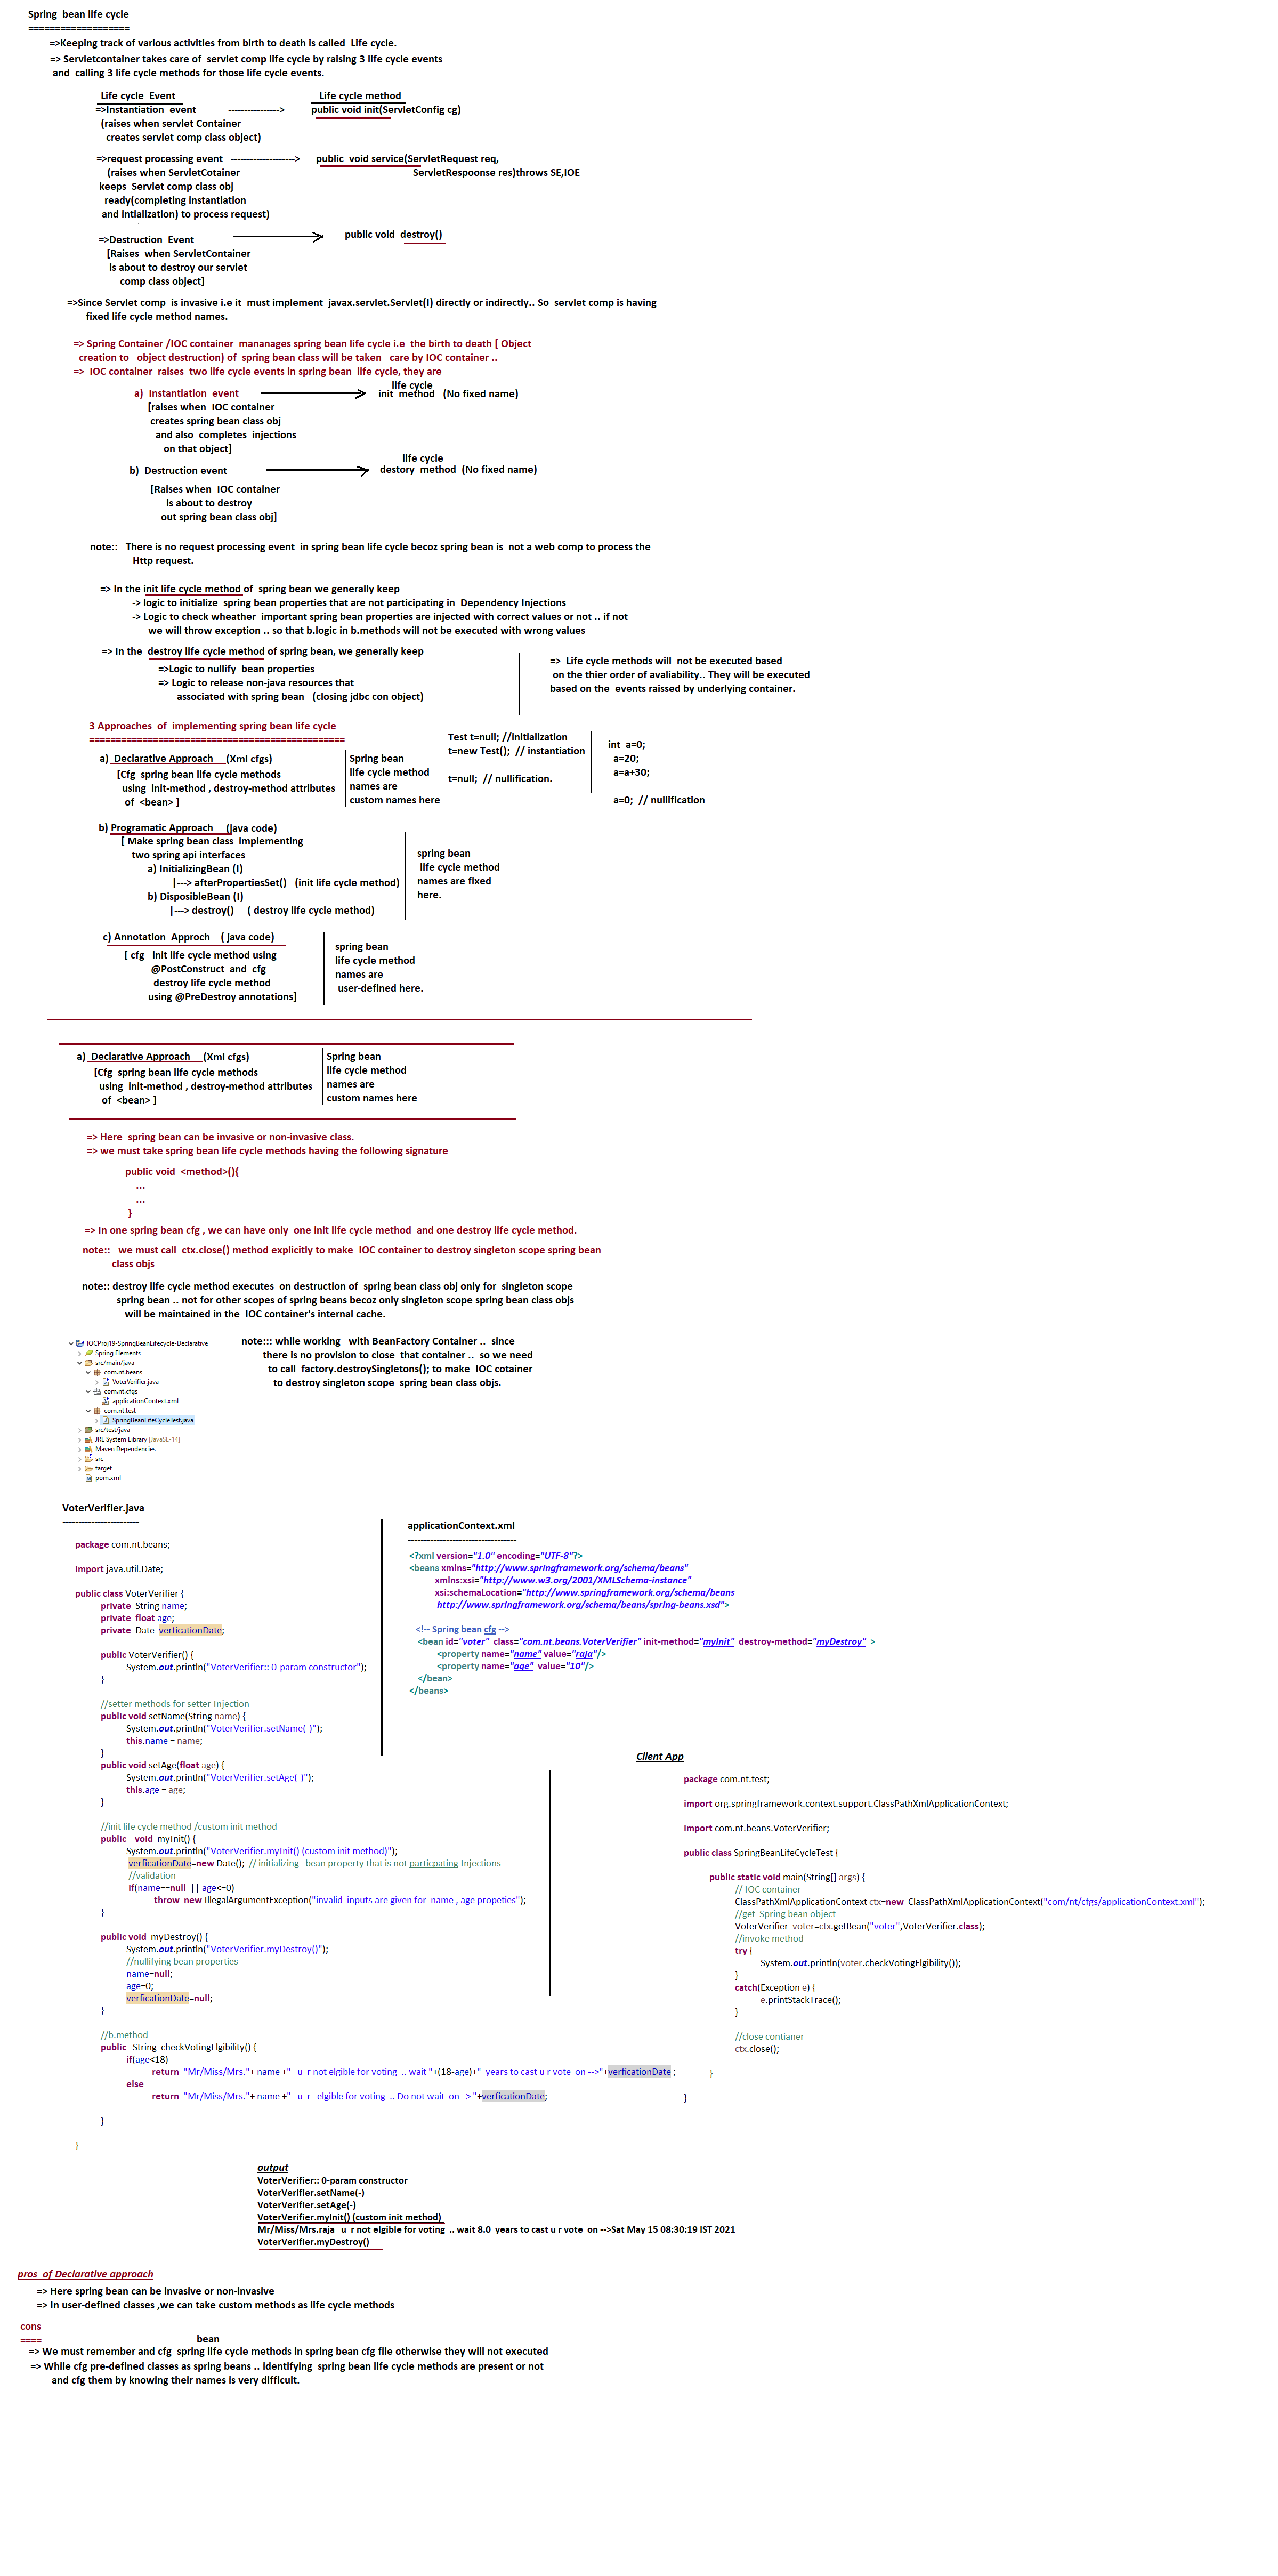 Spring  bean life cycle
===================
=>Keeping track of various activities from birth to death is called  Life cycle.
=> Servletcontainer takes care of  servlet comp life cycle by raising 3 life cycle events
and  calling 3 life cycle methods for those life cycle events.
Life cycle  Event          Life cycle method
=>Instantiation  event     ---------------->     public void init(ServletConfig cg)
(raises when servlet Container
creates servlet comp class object)
=>request processing event   -------------------->     public  void service(ServletRequest req,
(raises when ServletCotainer          ServletRespoonse res)throws SE,IOE
keeps  Servlet comp class obj
ready(completing instantiation
and intialization) to process request)
=>Destruction  Event          public void  destroy()
[Raises  when ServletContainer
is about to destroy our servlet
comp class object]
=>Since Servlet comp  is invasive i.e it  must implement  javax.servlet.Servlet(I) directly or indirectly.. So  servlet comp is having
fixed life cycle method names.
=> Spring Container /IOC container  mananages spring bean life cycle i.e  the birth to death [ Object
creation to   object destruction) of  spring bean class will be taken   care by IOC container ..
=>  IOC container  raises  two life cycle events in spring bean  life cycle, they are
life cycle
a)  Instantiation  event          init  method   (No fixed name)
[raises when  IOC container
creates spring bean class obj
and also  completes  injections
on that object]
life cycle
b)  Destruction event          destory  method  (No fixed name)
[Raises when  IOC container
is about to destroy
out spring bean class obj]
note::   There is no request processing event  in spring bean life cycle becoz spring bean is  not a web comp to process the
Http request.
=> In the init life cycle method of  spring bean we generally keep
-> logic to initialize  spring bean properties that are not participating in  Dependency Injections
-> Logic to check wheather  important spring bean properties are injected with correct values or not .. if not
we will throw exception .. so that b.logic in b.methods will not be executed with wrong values
=> In the  destroy life cycle method of spring bean, we generally keep
=>Logic to nullify  bean properties
=> Logic to release non-java resources that
associated with spring bean   (closing jdbc con object)
=>  Life cycle methods will  not be executed based
on the thier order of avaliability.. They will be executed
based on the  events raissed by underlying container.
3 Approaches  of  implementing spring bean life cycle
================================================
a)  Declarative Approach   (Xml cfgs)
[Cfg  spring bean life cycle methods
using  init-method , destroy-method attributes
of  <bean> ]
Spring bean
life cycle method
names are
custom names here
Test t=null; //initialization
t=new Test();  // instantiation
t=null;  // nullification.
int  a=0;
a=20;
a=a+30;
a=0;  // nullification
b) Programatic Approach    (java code)
[ Make spring bean class  implementing
two spring api interfaces
a) InitializingBean (I)
|---> afterPropertiesSet()   (init life cycle method)
b) DisposibleBean (I)
|---> destroy()     ( destroy life cycle method)
spring bean
life cycle method
names are fixed
here.
c) Annotation  Approch    ( java code)
[ cfg   init life cycle method using
@PostConstruct  and  cfg
destroy life cycle method
using @PreDestroy annotations]
spring bean
life cycle method
names are
user-defined here.
a)  Declarative Approach    (Xml cfgs)
[Cfg  spring bean life cycle methods
using  init-method , destroy-method attributes
of  <bean> ]
Spring bean
life cycle method
names are
custom names here
=> Here  spring bean can be invasive or non-invasive class.
=> we must take spring bean life cycle methods having the following signature
public void  <method>(){
...
...
}
=> In one spring bean cfg , we can have only  one init life cycle method  and one destroy life cycle method.
note::   we must call  ctx.close() method explicitly to make  IOC container to destroy singleton scope spring bean
class objs
note:: destroy life cycle method executes  on destruction of  spring bean class obj only for  singleton scope
spring bean .. not for other scopes of spring beans becoz only singleton scope spring bean class objs
will be maintained in the  IOC container's internal cache.
IOCProj19-SpringBeanLifecycle-Declarative
Spring Elements
src/main/java
com.nt.beans
VoterVerifier.java
com.nt.cfgs
applicationContext.xml
com.nt.test
SpringBeanLifeCycleTest.java
src/test/java
JRE System Library [JavaSE-14]
Maven Dependencies
src
target
pom.xml
note::: while working   with BeanFactory Container ..  since
there is no provision to close  that container ..  so we need
to call  factory.destroySingletons(); to make  IOC cotainer
to destroy singleton scope  spring bean class objs.
VoterVerifier.java
------------------------
package com.nt.beans;
import java.util.Date;
public class VoterVerifier {
private  String name;
private  float age;
private  Date  verficationDate;
public VoterVerifier() {
System.out.println("VoterVerifier:: 0-param constructor");
}
//setter methods for setter Injection
public void setName(String name) {
System.out.println("VoterVerifier.setName(-)");
this.name = name;
}
public void setAge(float age) {
System.out.println("VoterVerifier.setAge(-)");
this.age = age;
}
//init life cycle method /custom init method
public   void  myInit() {
System.out.println("VoterVerifier.myInit() (custom init method)");
verficationDate=new Date();  // initializing   bean property that is not particpating Injections
//validation
if(name==null  || age<=0)
throw  new IllegalArgumentException("invalid  inputs are given for  name , age propeties");
}
public void  myDestroy() {
System.out.println("VoterVerifier.myDestroy()");
//nullifying bean properties
name=null;
age=0;
verficationDate=null;
}
//b.method
public   String  checkVotingElgibility() {
if(age<18)
return  "Mr/Miss/Mrs."+ name +"   u  r not elgible for voting  .. wait "+(18-age)+"  years to cast u r vote  on -->"+verficationDate ;
else
return  "Mr/Miss/Mrs."+ name +"   u  r   elgible for voting  .. Do not wait  on--> "+verficationDate;
}
}
applicationContext.xml
----------------------------------
<?xml version="1.0" encoding="UTF-8"?>
<beans xmlns="http://www.springframework.org/schema/beans"
xmlns:xsi="http://www.w3.org/2001/XMLSchema-instance"
xsi:schemaLocation="http://www.springframework.org/schema/beans
http://www.springframework.org/schema/beans/spring-beans.xsd">
<!-- Spring bean cfg -->
<bean id="voter"  class="com.nt.beans.VoterVerifier" init-method="myInit"  destroy-method="myDestroy"  >
<property name="name" value="raja"/>
<property name="age"  value="10"/>
</bean>
</beans>
Client App
package com.nt.test;
import org.springframework.context.support.ClassPathXmlApplicationContext;
import com.nt.beans.VoterVerifier;
public class SpringBeanLifeCycleTest {
public static void main(String[] args) {
// IOC container
ClassPathXmlApplicationContext ctx=new  ClassPathXmlApplicationContext("com/nt/cfgs/applicationContext.xml");
//get  Spring bean object
VoterVerifier  voter=ctx.getBean("voter",VoterVerifier.class);
//invoke method
try {
System.out.println(voter.checkVotingElgibility());
}
catch(Exception e) {
e.printStackTrace();
}
//close contianer
ctx.close();
}
}
output
VoterVerifier:: 0-param constructor
VoterVerifier.setName(-)
VoterVerifier.setAge(-)
VoterVerifier.myInit() (custom init method)
Mr/Miss/Mrs.raja   u  r not elgible for voting  .. wait 8.0  years to cast u r vote  on -->Sat May 15 08:30:19 IST 2021
VoterVerifier.myDestroy()
pros  of Declarative approach
=> Here spring bean can be invasive or non-invasive
=> In user-defined classes ,we can take custom methods as life cycle methods
cons
====          bean
=> We must remember and cfg  spring life cycle methods in spring bean cfg file otherwise they will not executed
=> While cfg pre-defined classes as spring beans .. identifying  spring bean life cycle methods are present or not
and cfg them by knowing their names is very difficult.